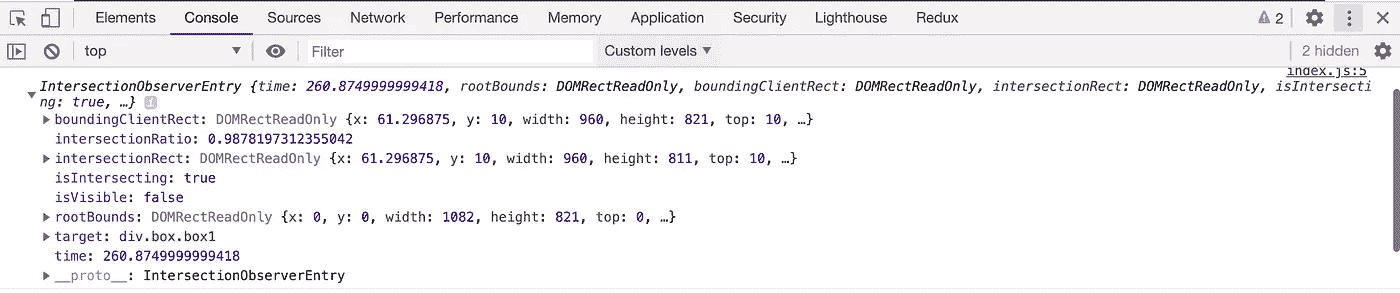 Elements Console Sources Network Performance Memory Application Security Lighthouse Redux 2
top Filter Custom levels 2 hidden
index.js:5
IntersectionObserverEntry {time: 260.8749999999418, rootBounds: DOMRectReadOnly, boundingClientRect: DOMRectReadOnly, intersectionRect: DOMRectReadOnly, isIntersecti
ng: true, …} i
boundingClientRect: DOMRectReadOnly {x: 61.296875, y: 10, width: 960, height: 821, top: 10, …}
intersectionRatio: 0.9878197312355042
intersectionRect: DOMRectReadOnly {x: 61.296875, y: 10, width: 960, height: 811, top: 10, …}
isIntersecting: true
isVisible: false
rootBounds: DOMRectReadOnly {x: 0, y: 0, width: 1082, height: 821, top: 0, …}
target: div.box.box1
time: 260.8749999999418
__proto__: IntersectionObserverEntry